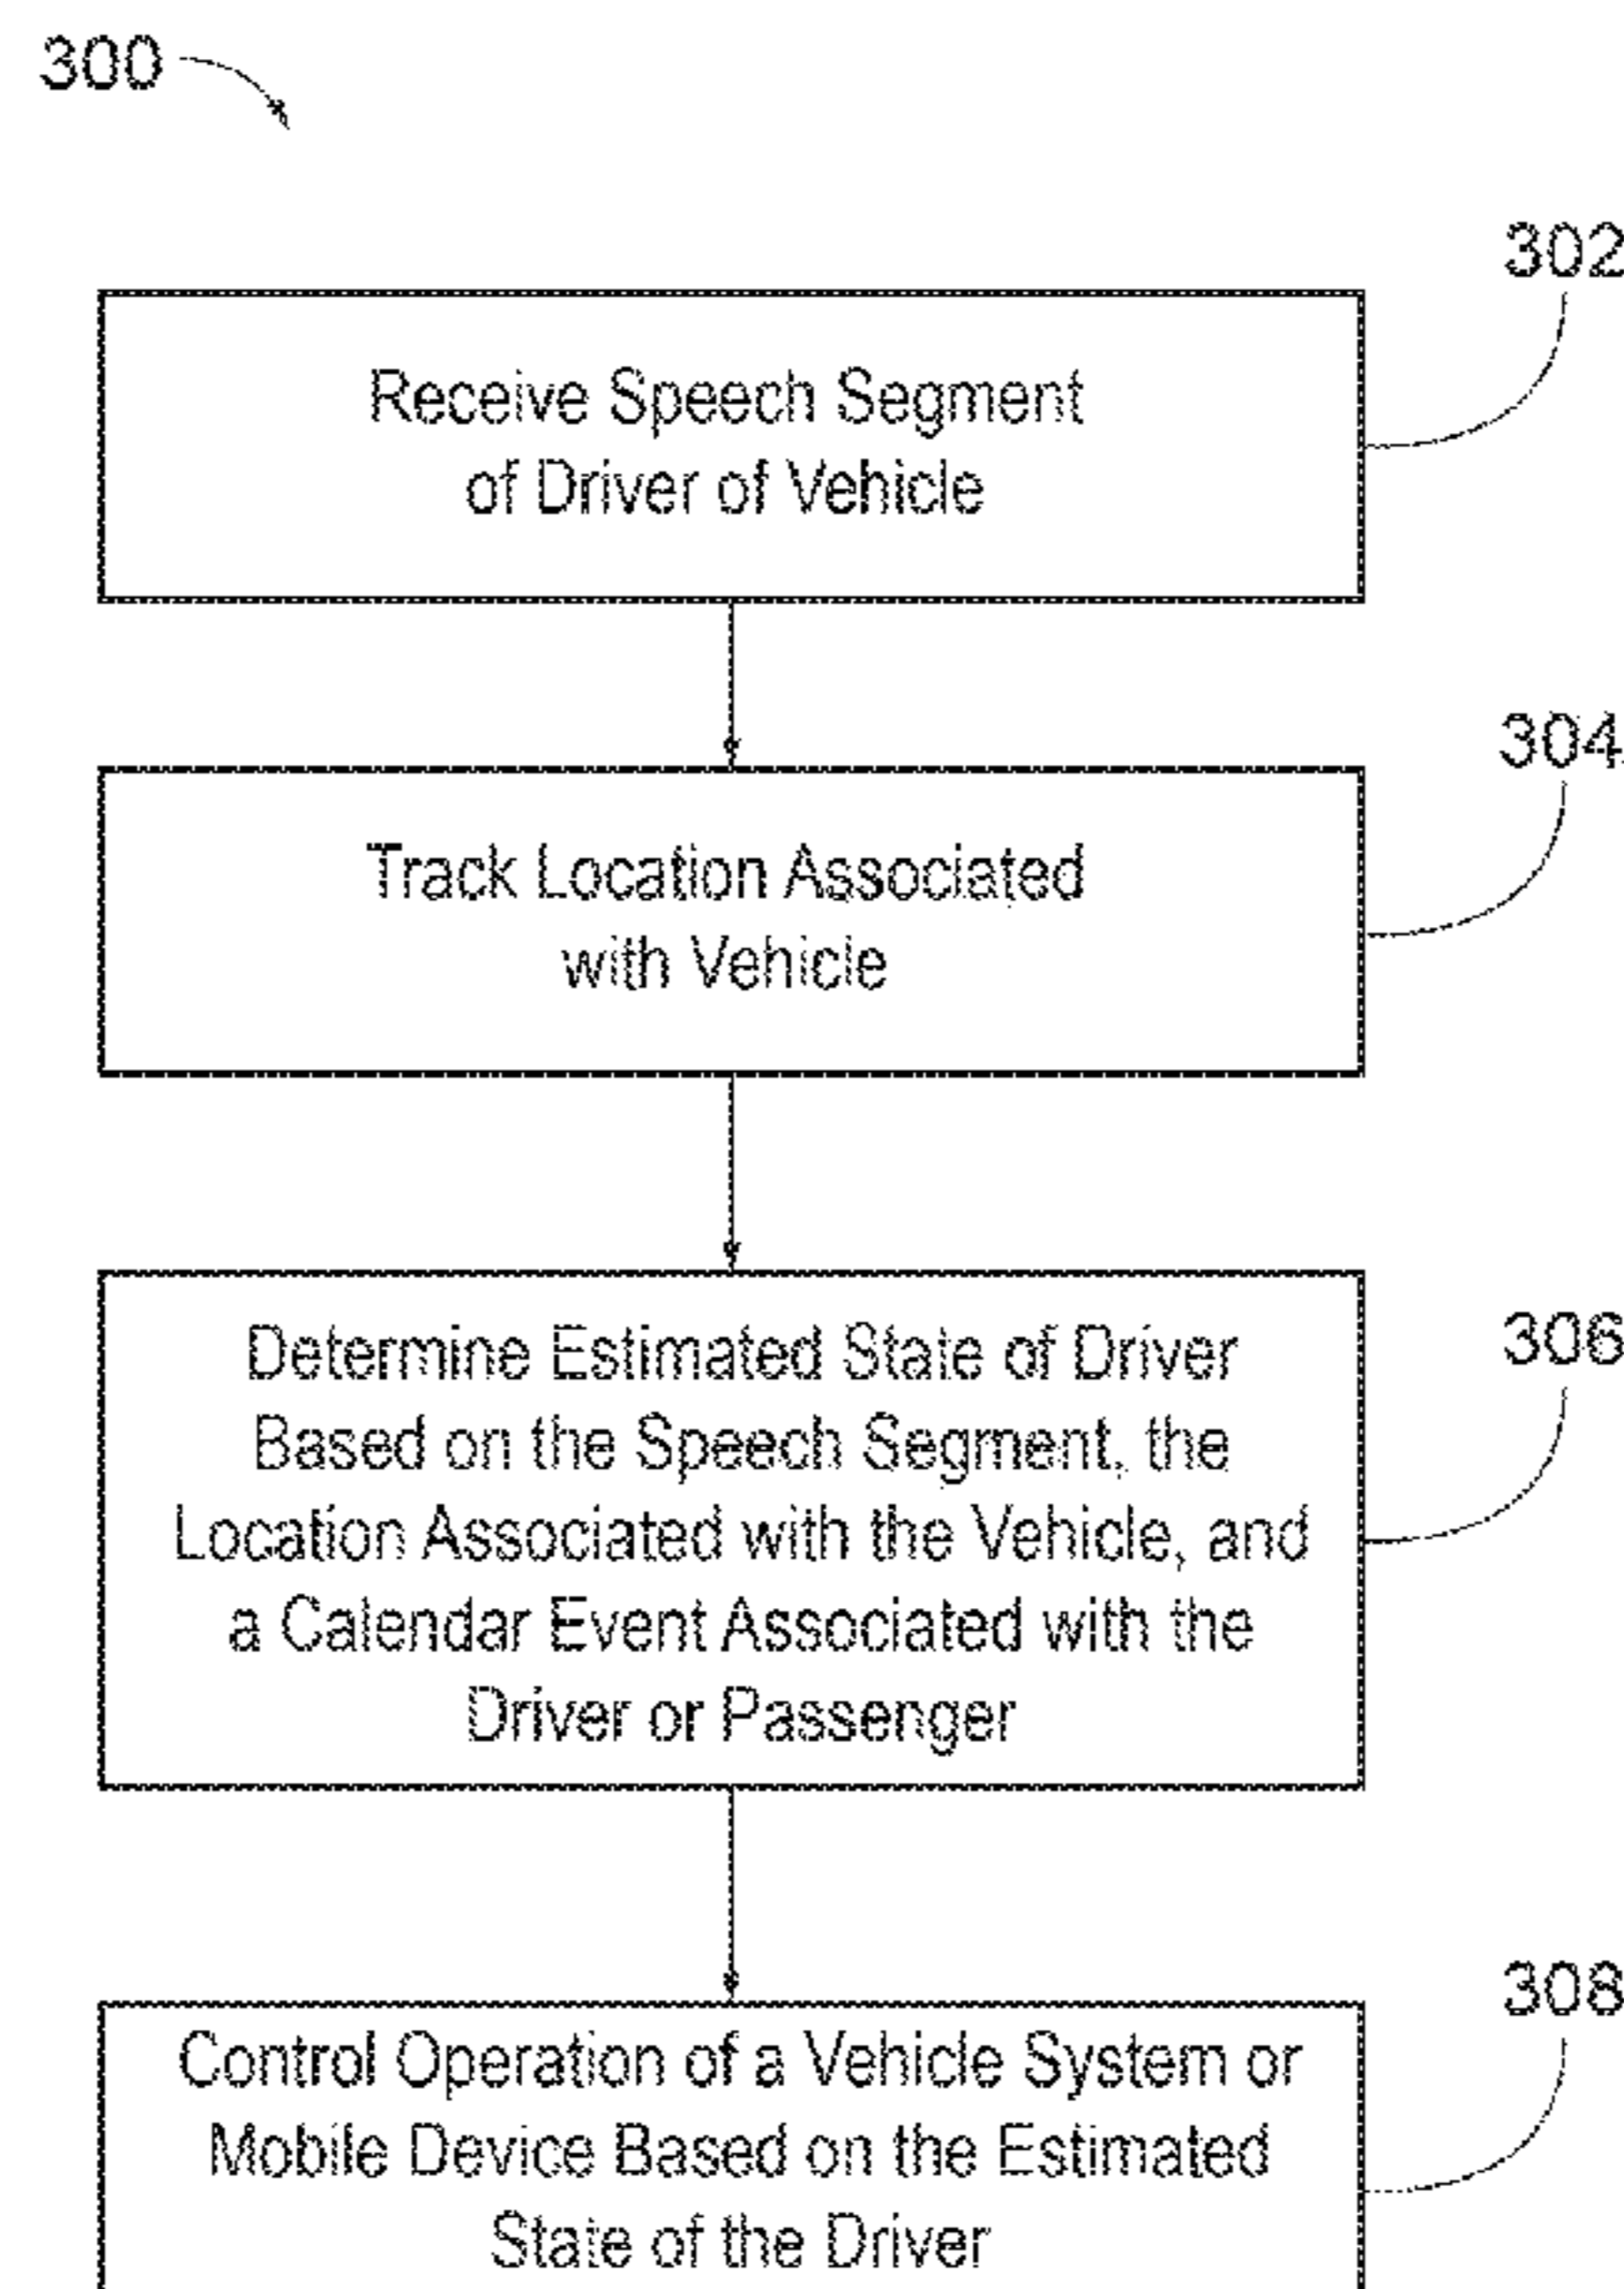 300
302
Receive Speech Segment
of Driver of Vehicle
304
Track Location Associated
with Vehicle
306
Determine Estimated State of Driver
Based on the Speech Segment, the
Location Associated with the Vehicle, and
a Calendar Event Associated with the
Driver or Passenger
308
Control Operation of a Vehicle System or
Mobile Device Based on the Estimated
State of the Driver